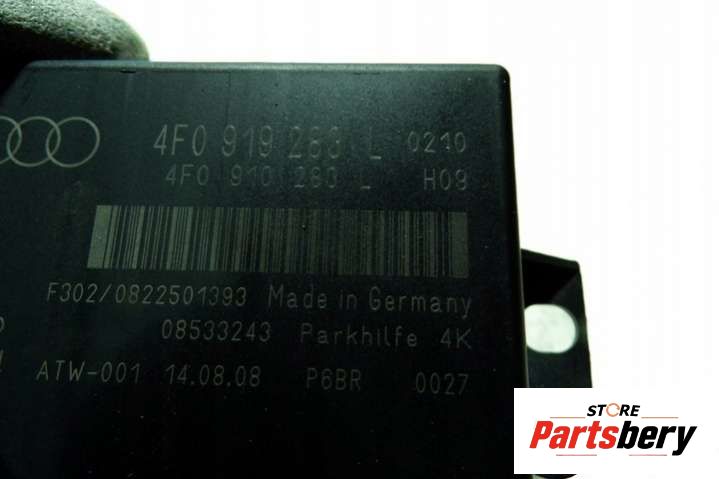 4F0 919 283 L 0210
4F0 910 283 L H09
F302/0822501393 Made in Germany
08533243 Parkhilfe 4K
ATW-001 14.08.08 P6BR 0027
STORE
Partsbery